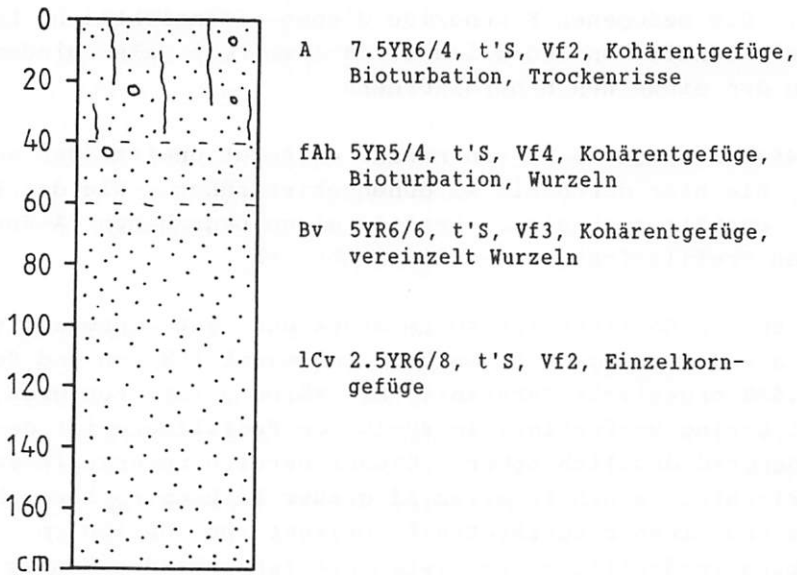 0
20
40
60
80
100
120
140
160
cm
A 7.5YR6/4, t'S, Vf2, Kohärentgefüge,
Bioturbation, Trockenrisse
fAh 5YR5/4, t'S, Vf4, Kohärentgefüge,
Bioturbation, Wurzeln
Bv 5YR6/6, t'S, Vf3 Kohärentgefüge,
vereinzelt Wurzeln
lCv 2.5YR6/8, t'S, Vf2, Einzelkorn-
gefüge